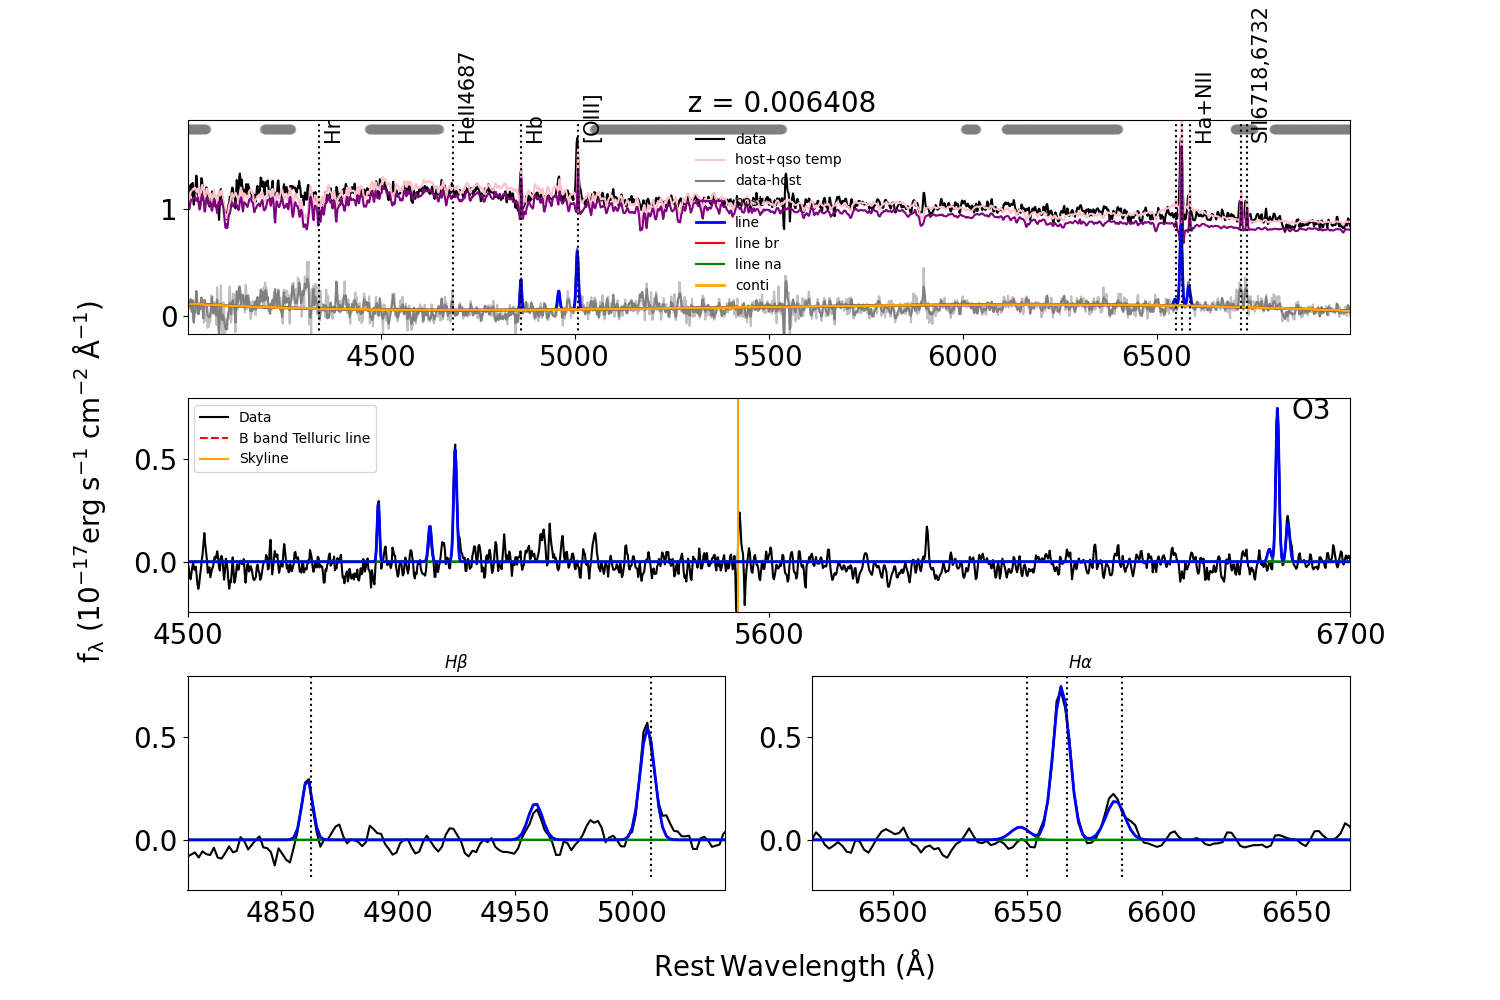 z = 0.006408
Hr
HeII4687
Hb
[OIII]
Ha+NII
SII6718,6732
data
host+qso temp
data-host
host
line
line br
line na
conti
1
0
4500
5000
5500
6000
6500
fλ (10⁻¹⁷erg s⁻¹ cm⁻² Å⁻¹)
Data
B band Telluric line
Skyline
O3
0.5
0.0
4500
5600
6700
Hβ
0.5
0.0
4850
4900
4950
5000
Hα
0.5
0.0
6500
6550
6600
6650
Rest Wavelength (Å)